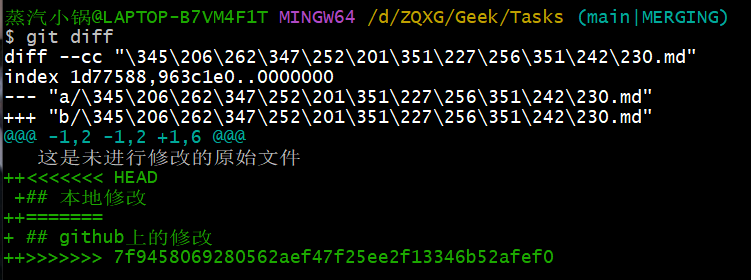 蒸汽小锅@LAPTOP-B7VM4F1T MINGW64 /d/ZQXG/Geek/Tasks (main|MERGING)
$ git diff
diff --cc "\345\206\262\347\252\201\351\227\256\351\242\230.md"
index 1d77588,963c1e0..0000000
--- "a/\345\206\262\347\252\201\351\227\256\351\242\230.md"
+++ "b/\345\206\262\347\252\201\351\227\256\351\242\230.md"
@@@ -1,2 -1,2 +1,6 @@@
  这是未进行修改的原始文件
++<<<<<<< HEAD
 +## 本地修改
++=======
+ ## github上的修改
++>>>>>>> 7f9458069280562aef47f25ee2f13346b52afef0